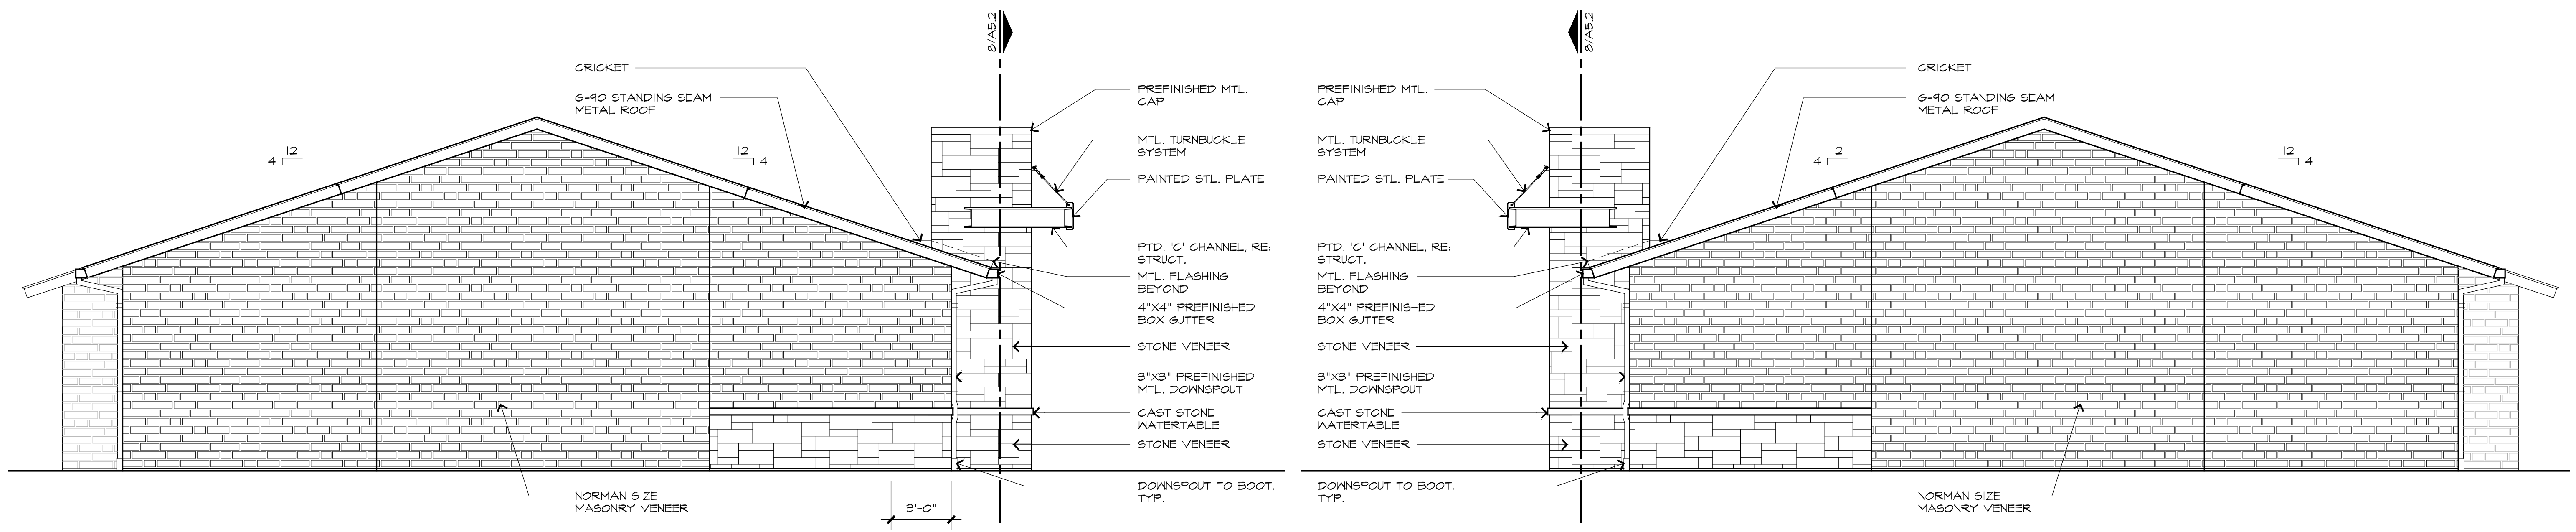 8/A5.2
CRICKET
G-90 STANDING SEAM
METAL ROOF
12
4
12
4
PREFINISHED MTL.
CAP
MTL. TURNBUCKLE
SYSTEM
PAINTED STL. PLATE
PTD. 'C' CHANNEL, RE:
STRUCT.
MTL. FLASHING
BEYOND
4"X4" PREFINISHED
BOX GUTTER
STONE VENEER
3"X3" PREFINISHED
MTL. DOWNSPOUT
CAST STONE
WATERTABLE
STONE VENEER
DOWNSPOUT TO BOOT,
TYP.
NORMAN SIZE
MASONRY VENEER
3'-0"
8/A5.2
PREFINISHED MTL.
CAP
MTL. TURNBUCKLE
SYSTEM
PAINTED STL. PLATE
PTD. 'C' CHANNEL, RE:
STRUCT.
MTL. FLASHING
BEYOND
4"X4" PREFINISHED
BOX GUTTER
STONE VENEER
3"X3" PREFINISHED
MTL. DOWNSPOUT
CAST STONE
WATERTABLE
STONE VENEER
DOWNSPOUT TO BOOT,
TYP.
CRICKET
G-90 STANDING SEAM
METAL ROOF
12
4
12
4
NORMAN SIZE
MASONRY VENEER